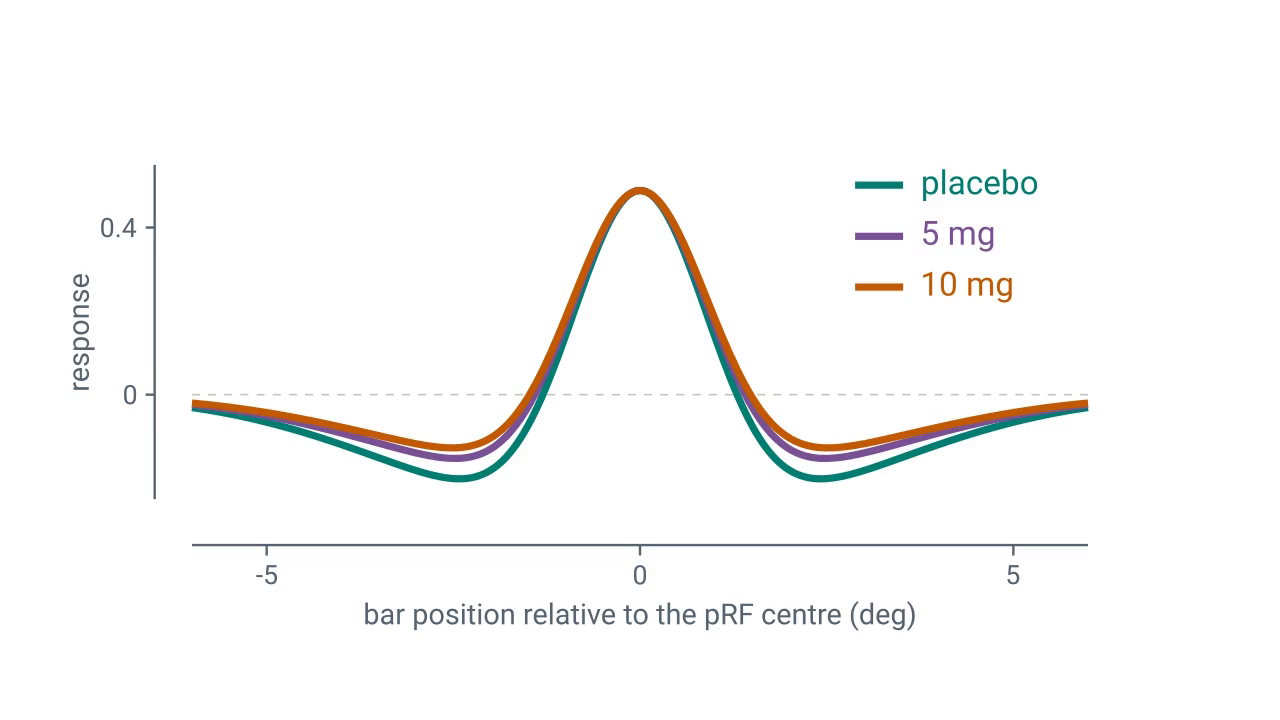 placebo
5 mg
10 mg
0.4
0
response
-5 0 5
bar position relative to the pRF centre (deg)